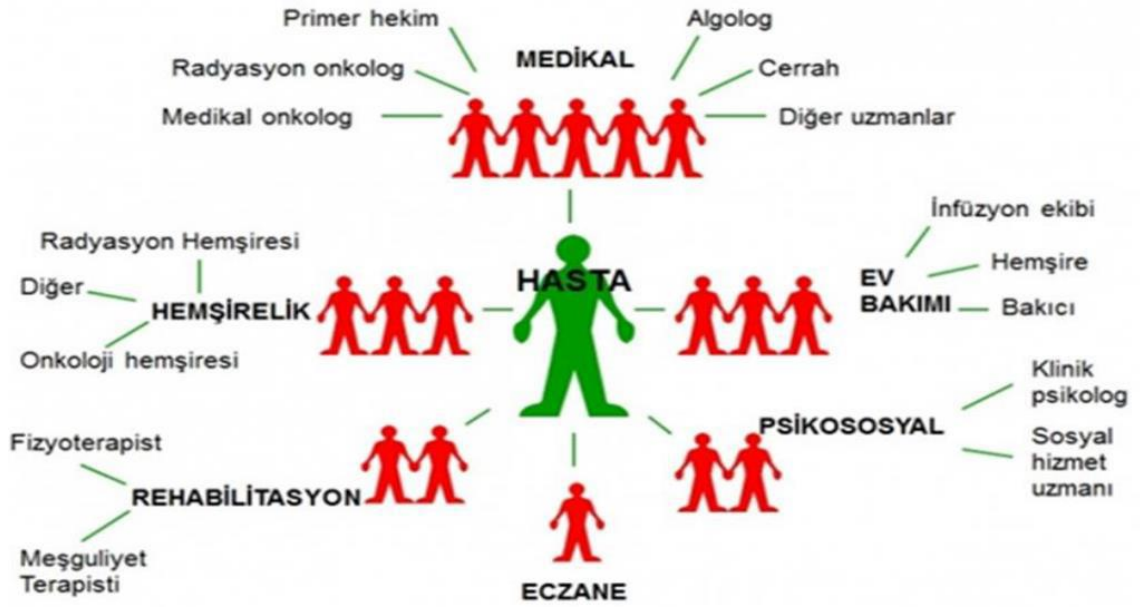 Primer hekim
Algolog
MEDİKAL
Radyasyon onkolog
Cerrah
Medikal onkolog
Diğer uzmanlar
İnfüzyon ekibi
Radyasyon Hemşiresi
Hemşire
HASTA
EV
BAKIMI
Diğer
Bakıcı
HEMŞİRELİK
Onkoloji hemşiresi
Klinik
psikolog
PSİKOSOSYAL
Sosyal
hizmet
uzmanı
Fizyoterapist
REHABİLİTASYON
Meşguliyet
Terapisti
ECZANE